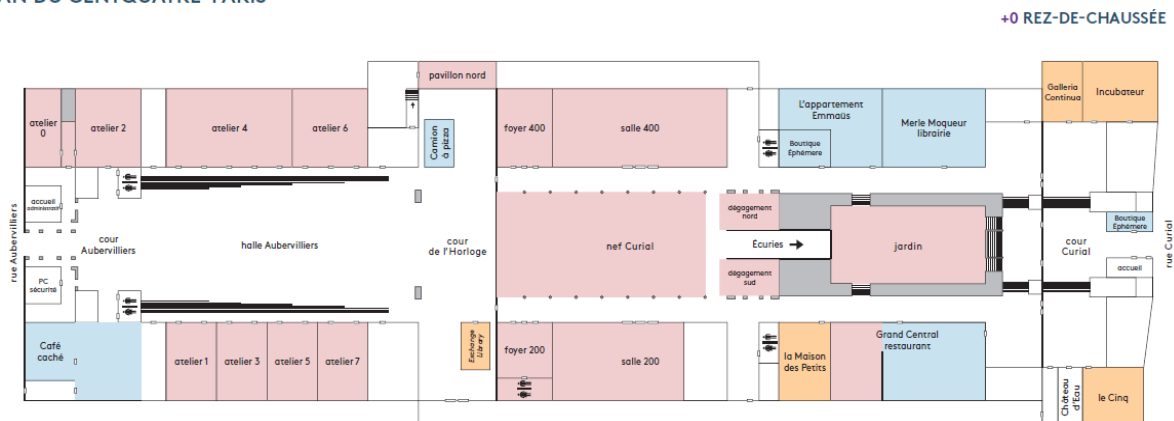 +0 REZ-DE-CHAUSSÉE
pavillon nord
atelier
0
atelier 2
atelier 4
atelier 6
Camion
à pizza
foyer 400
salle 400
L'appartement
Emmaüs
Boutique
Éphemere
Merle Moqueur
librairie
Galleria
Continua
Incubateur
rue Aubervilliers
accueil
administratif
cour
Aubervilliers
halle Aubervilliers
cour
de l'Horloge
nef Curial
dégagement
nord
Écuries
dégagement
sud
jardin
cour
Curial
Boutique
Éphemere
accueil
rue Curial
PC
sécurité
Café
caché
atelier 1
atelier 3
atelier 5
atelier 7
Exchange
Library
foyer 200
salle 200
la Maison
des Petits
Grand Central
restaurant
Château
d'Eau
le Cinq